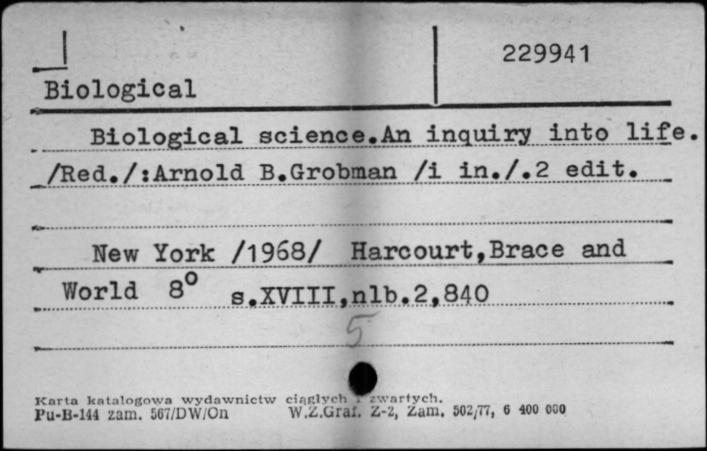 229941
Biological
Biological science.An inquiry into life.
/Red./:Arnold B.Grobman /i in./.2 edit.
New York /1968/ Harcourt,Brace and
World 8° s.XVIII,nlb.2,840
5
Karta katalogowa wydawnictw ciągłych i zwartych.
Pu-B-144 zam. 567/DW/On W.Z.Graf. Z-2, Zam. 502/77, 6 400 000